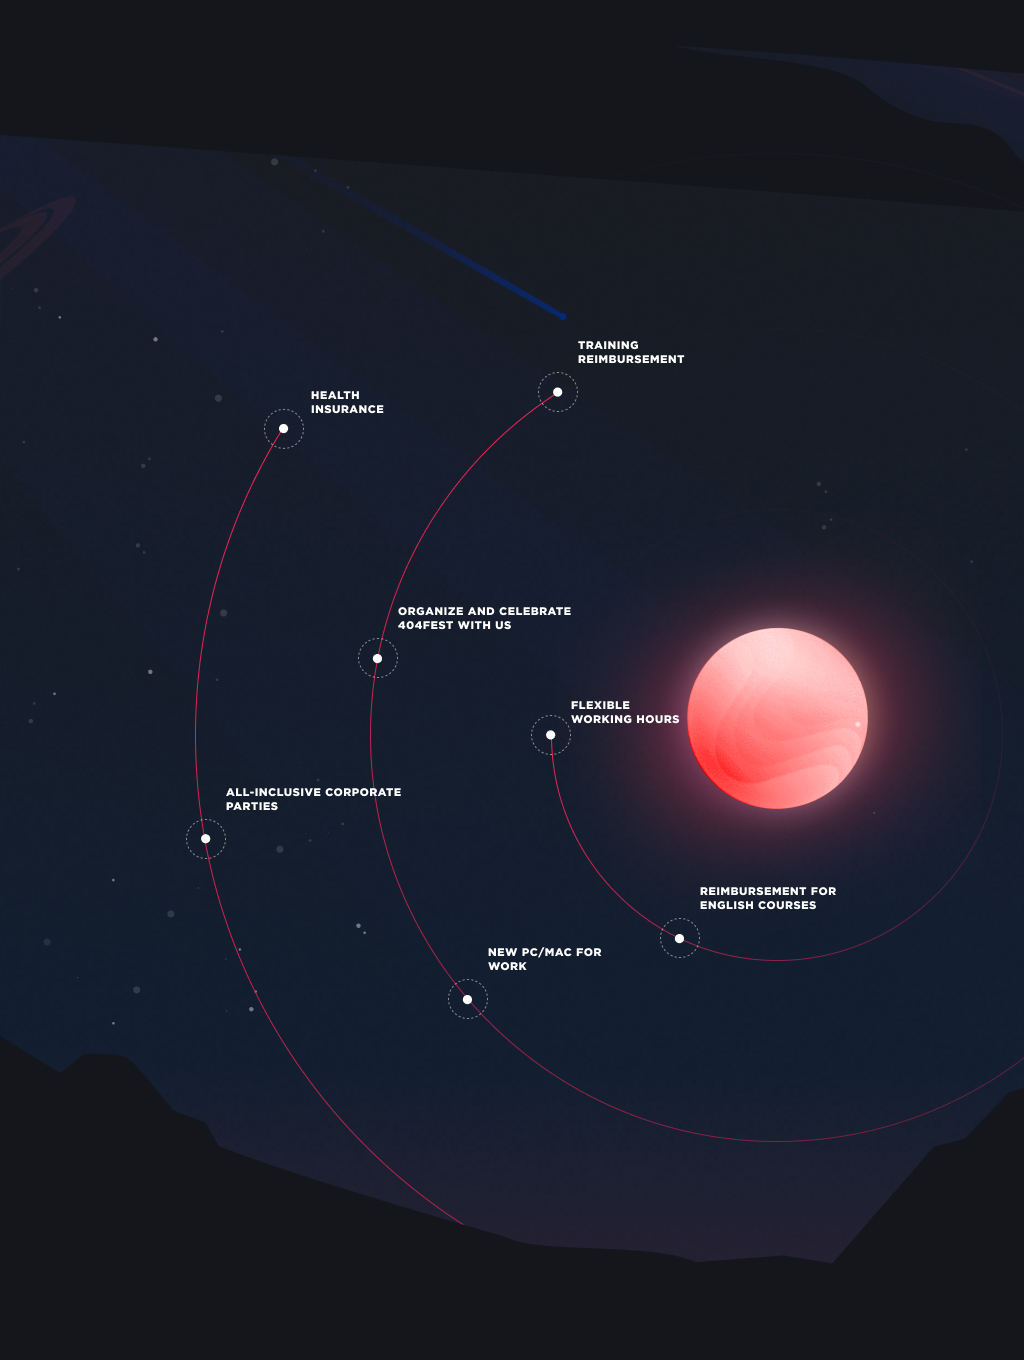 TRAINING
REIMBURSEMENT
HEALTH
INSURANCE
ORGANIZE AND CELEBRATE
404FEST WITH US
FLEXIBLE
WORKING HOURS
ALL-INCLUSIVE CORPORATE
PARTIES
REIMBURSEMENT FOR
ENGLISH COURSES
NEW PC/MAC FOR
WORK